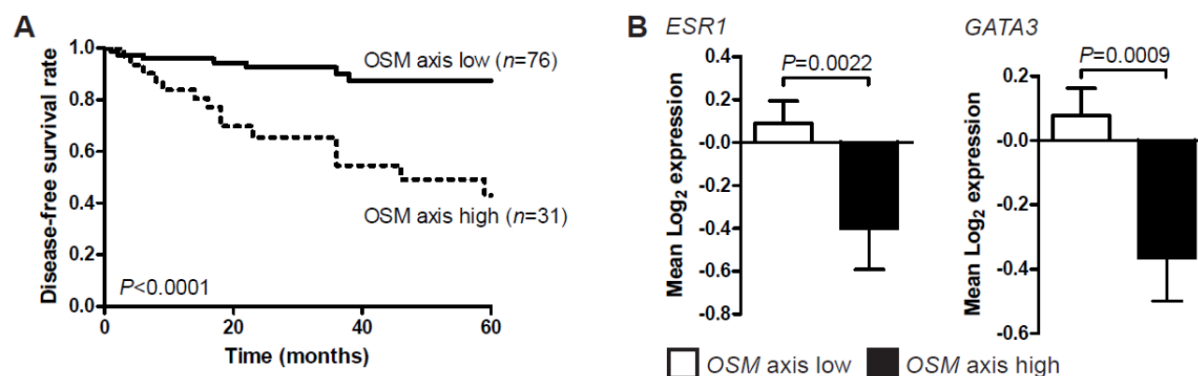 A
Disease-free survival rate
1.0
0.8
0.6
0.4
0.2
0.0
OSM axis low (n=76)
OSM axis high (n=31)
P<0.0001
0
20
40
60
Time (months)
B
ESR1
Mean Log₂ expression
0.4
0.2
-0.0
-0.2
-0.4
-0.6
-0.8
P=0.0022
GATA3
Mean Log₂ expression
0.2
-0.0
-0.2
-0.4
-0.6
P=0.0009
OSM axis low
OSM axis high